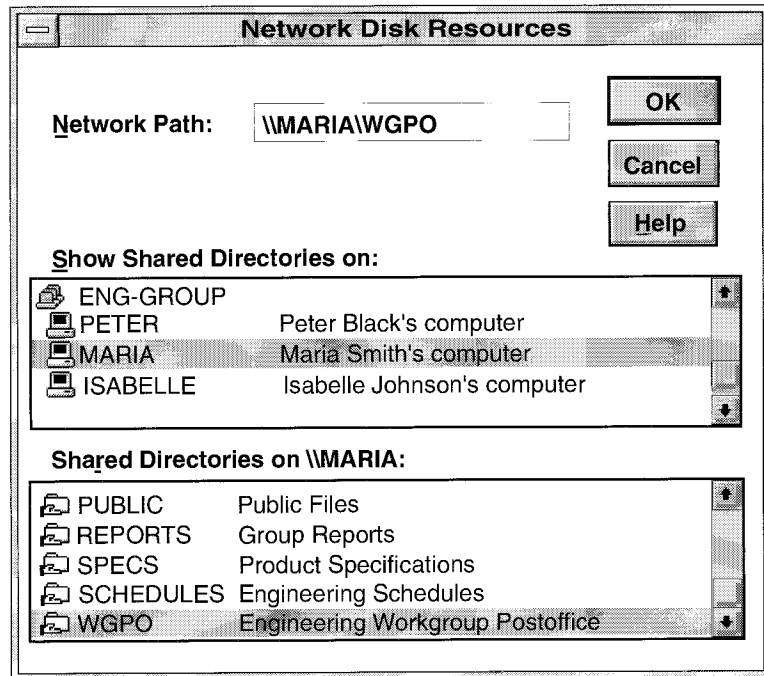 Network Disk Resources
Network Path: \\MARIA\WGPO
OK
Cancel
Help
Show Shared Directories on:
ENG-GROUP
PETER Peter Black's computer
MARIA Maria Smith's computer
ISABELLE Isabelle Johnson's computer
Shared Directories on \\MARIA:
PUBLIC Public Files
REPORTS Group Reports
SPECS Product Specifications
SCHEDULES Engineering Schedules
WGPO Engineering Workgroup Postoffice